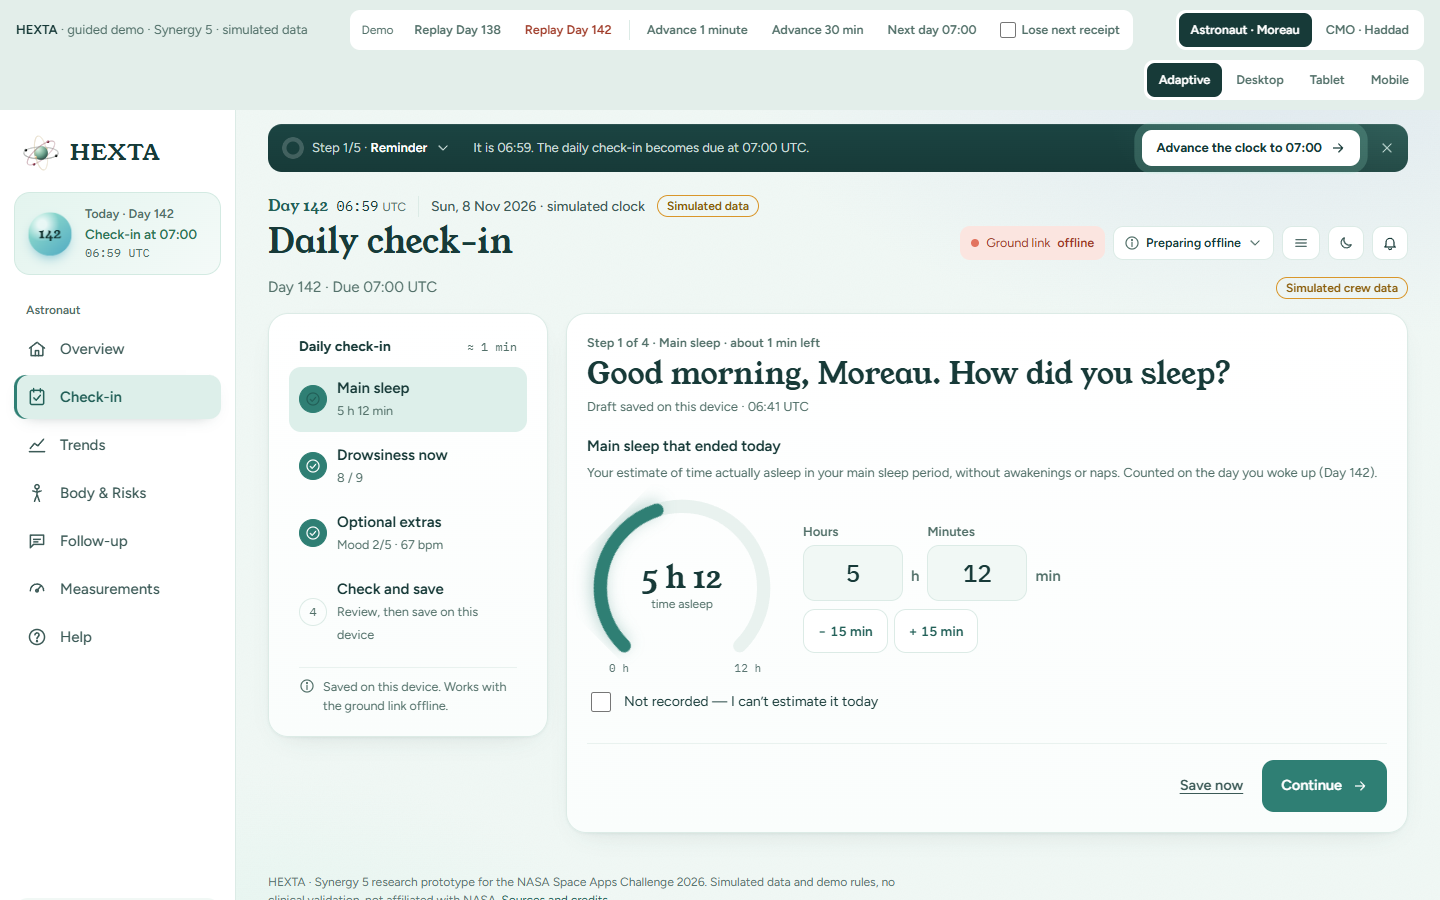 HEXTA · guided demo · Synergy 5 · simulated data
Demo Replay Day 138 Replay Day 142 Advance 1 minute Advance 30 min Next day 07:00 Lose next receipt
Astronaut · Moreau CMO · Haddad
Adaptive Desktop Tablet Mobile
HEXTA
142
Today · Day 142
Check-in at 07:00
06:59 UTC
Astronaut
Overview
Check-in
Trends
Body & Risks
Follow-up
Measurements
Help
Step 1/5 · Reminder It is 06:59. The daily check-in becomes due at 07:00 UTC. Advance the clock to 07:00
Day 142 06:59 UTC Sun, 8 Nov 2026 · simulated clock Simulated data
Daily check-in
Ground link offline Preparing offline
Day 142 · Due 07:00 UTC
Simulated crew data
Daily check-in ≈ 1 min
Main sleep
5 h 12 min
Drowsiness now
8 / 9
Optional extras
Mood 2/5 · 67 bpm
4
Check and save
Review, then save on this
device
Saved on this device. Works with
the ground link offline.
Step 1 of 4 · Main sleep · about 1 min left
Good morning, Moreau. How did you sleep?
Draft saved on this device · 06:41 UTC
Main sleep that ended today
Your estimate of time actually asleep in your main sleep period, without awakenings or naps. Counted on the day you woke up (Day 142).
5 h 12
time asleep
0 h 12 h
Hours Minutes
5 h 12 min
− 15 min + 15 min
Not recorded — I can't estimate it today
Save now Continue
HEXTA · Synergy 5 research prototype for the NASA Space Apps Challenge 2026. Simulated data and demo rules, no
clinical validation, not affiliated with NASA. Sources and credits